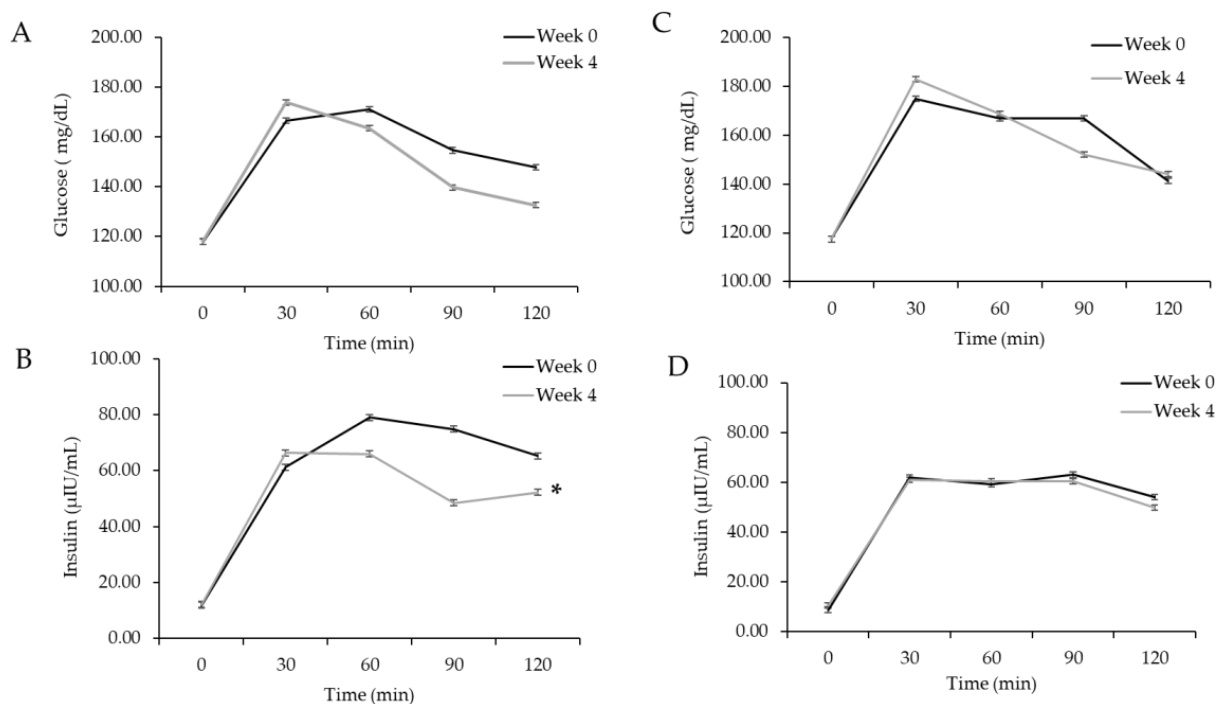 A
Glucose ( mg/dL)
200.00
180.00
160.00
140.00
120.00
100.00
Week 0
Week 4
0 30 60 90 120
Time (min)
C
Glucose ( mg/dL)
200.00
180.00
160.00
140.00
120.00
100.00
Week 0
Week 4
0 30 60 90 120
Time (min)
B
Insulin (µIU/mL)
100.00
80.00
60.00
40.00
20.00
0.00
Week 0
Week 4
*
0 30 60 90 120
Time (min)
D
Insulin (µIU/mL)
100.00
80.00
60.00
40.00
20.00
0.00
Week 0
Week 4
0 30 60 90 120
Time (min)